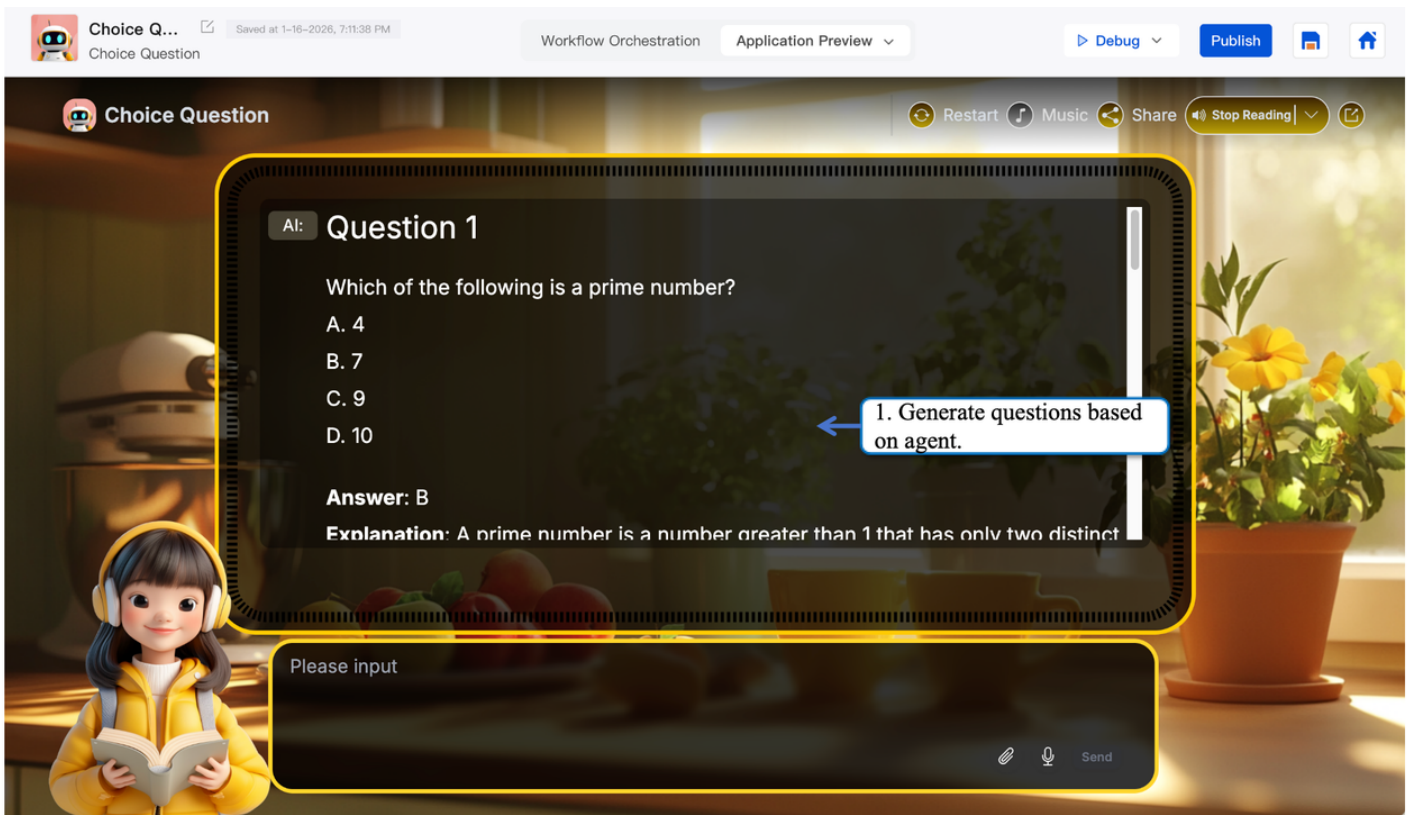 Choice Q...
Saved at 1-16-2026, 7:11:38 PM
Choice Question
Workflow Orchestration
Application Preview
Debug
Publish
Choice Question
Restart
Music
Share
Stop Reading
AI:
Question 1
Which of the following is a prime number?
A. 4
B. 7
C. 9
D. 10
1. Generate questions based
on agent.
Answer: B
Explanation: A prime number is a number greater than 1 that has only two distinct
Please input
Send